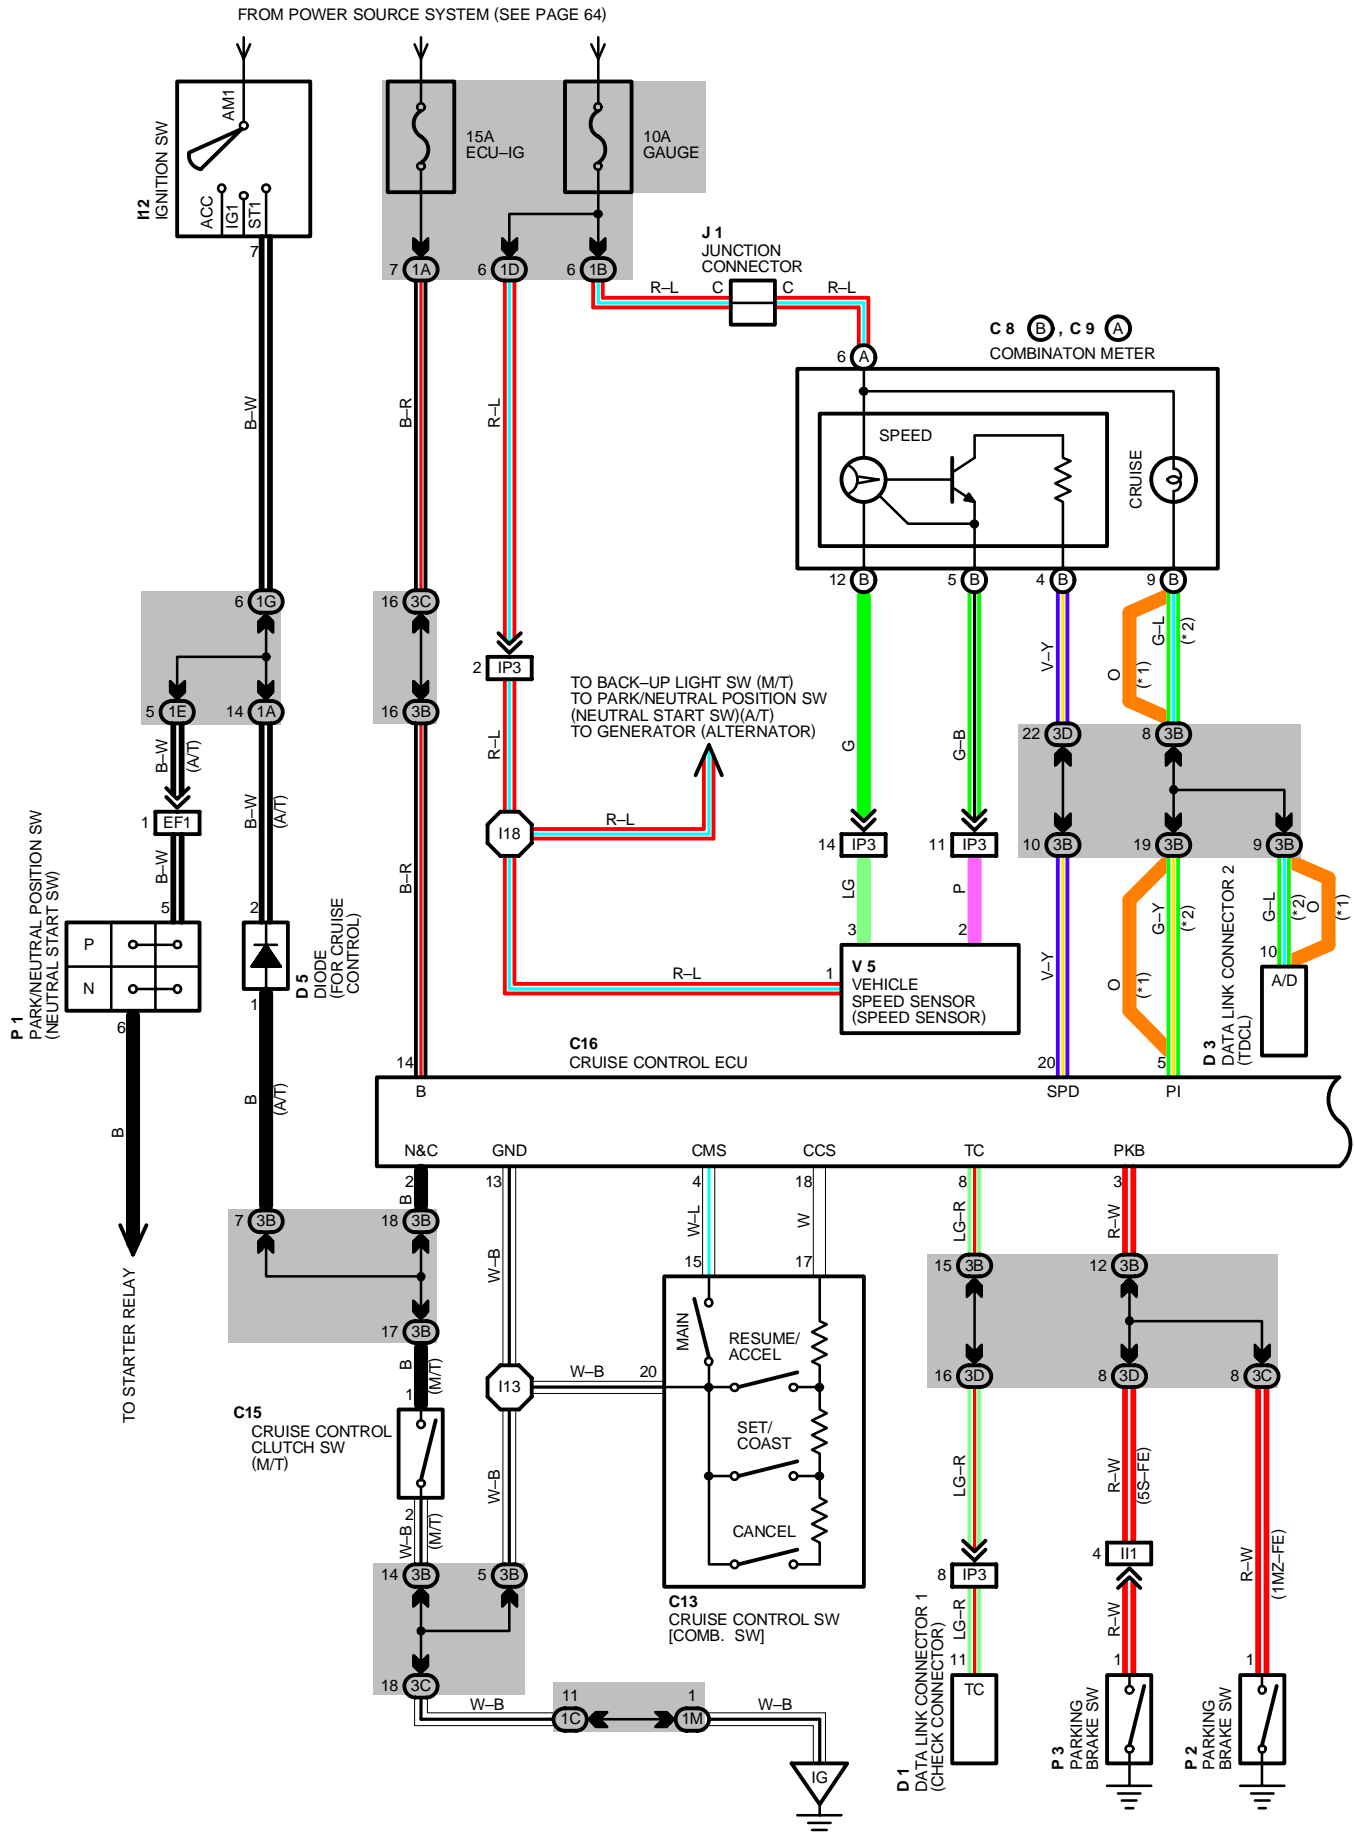 FROM POWER SOURCE SYSTEM (SEE PAGE 64)
I12
IGNITION SW
AM1
ACC
IG1
ST1
7
15A
ECU–IG
10A
GAUGE
7 1A
6 1D
6 1B
J 1
JUNCTION
CONNECTOR
R–L C C R–L
C 8 B , C 9 A
COMBINATON METER
6 A
SPEED
CRUISE
B–W
B–R
R–L
12 B
5 B
4 B
9 B
6 1G
16 3C
2 IP3
TO BACK–UP LIGHT SW (M/T)
TO PARK/NEUTRAL POSITION SW
(NEUTRAL START SW)(A/T)
TO GENERATOR (ALTERNATOR)
V–Y
O
(*1)
G–L
(*2)
5 1E
14 1A
16 3B
22 3D
8 3B
B–W
(A/T)
R–L
G
G–B
1 EF1
B–W
(A/T)
I18
R–L
14 IP3
11 IP3
10 3B
19 3B
9 3B
B–W
B–R
LG
P
P 1
PARK/NEUTRAL POSITION SW
(NEUTRAL START SW)
5
2
P
N
6
D 5
DIODE
(FOR CRUISE
CONTROL)
1
3
2
R–L
1
V 5
VEHICLE
SPEED SENSOR
(SPEED SENSOR)
V–Y
O
(*1)
G–Y
(*2)
G–L
(*2)
O
(*1)
10
A/D
D 3
DATA LINK CONNECTOR 2
(TDCL)
C16
CRUISE CONTROL ECU
14
20
5
B
SPD
PI
B
B
(A/T)
N&C
GND
CMS
CCS
TC
PKB
2
13
4
18
8
3
B
W–L
W
LG–R
R–W
7 3B
18 3B
W–B
15
17
15 3B
12 3B
17 3B
TO STARTER RELAY
B
(M/T)
1
MAIN
RESUME/
ACCEL
I13
W–B
20
16 3D
8 3D
8 3C
C15
CRUISE CONTROL
CLUTCH SW
(M/T)
SET/
COAST
W–B
LG–R
R–W
(5S–FE)
2
W–B
(M/T)
CANCEL
4 II1
R–W
(1MZ–FE)
14 3B
5 3B
8 IP3
C13
CRUISE CONTROL SW
[COMB. SW]
LG–R
R–W
11
1
1
TC
D 1
DATA LINK CONNECTOR 1
(CHECK CONNECTOR)
P 3
PARKING
BRAKE SW
P 2
PARKING
BRAKE SW
18 3C
W–B
11
1C
1
1M
W–B
IG